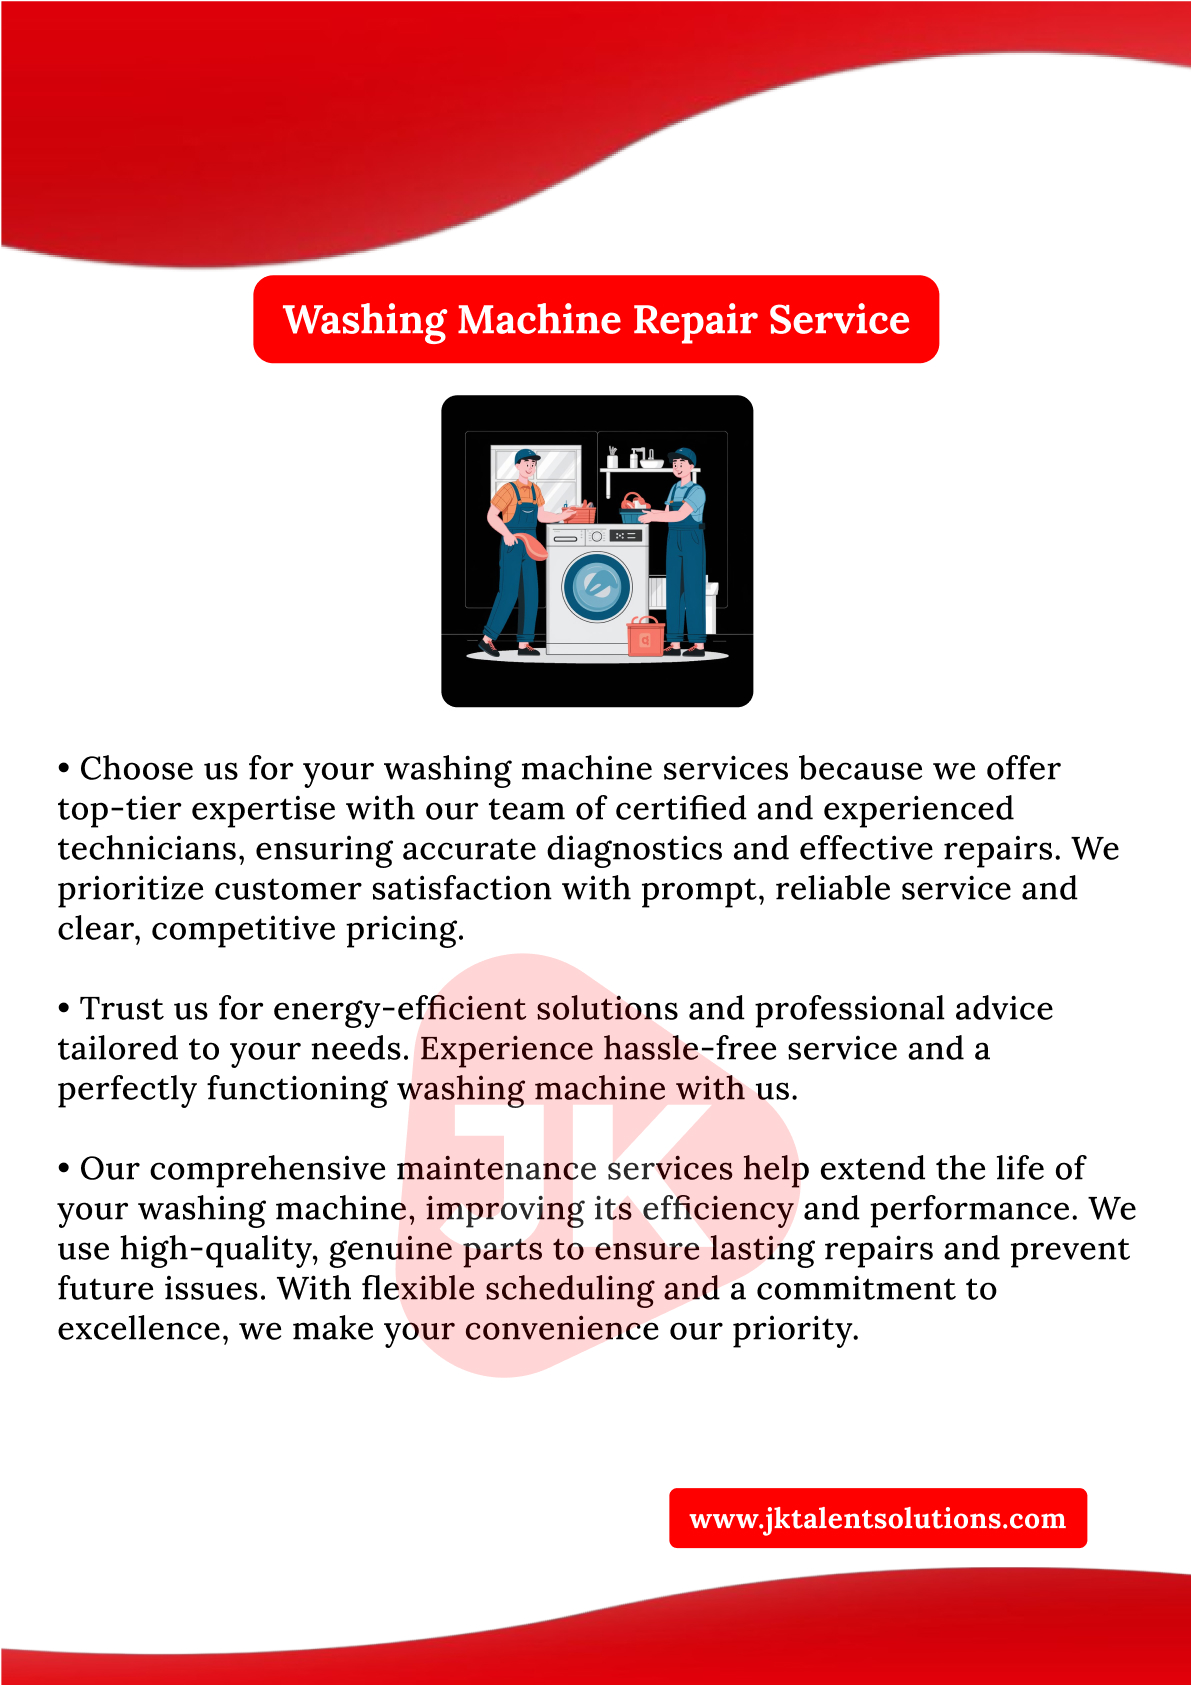 Washing Machine Repair Service
• Choose us for your washing machine services because we offer
top-tier expertise with our team of certified and experienced
technicians, ensuring accurate diagnostics and effective repairs. We
prioritize customer satisfaction with prompt, reliable service and
clear, competitive pricing.
• Trust us for energy-efficient solutions and professional advice
tailored to your needs. Experience hassle-free service and a
perfectly functioning washing machine with us.
JK
• Our comprehensive maintenance services help extend the life of
your washing machine, improving its efficiency and performance. We
use high-quality, genuine parts to ensure lasting repairs and prevent
future issues. With flexible scheduling and a commitment to
excellence, we make your convenience our priority.
www.jktalentsolutions.com